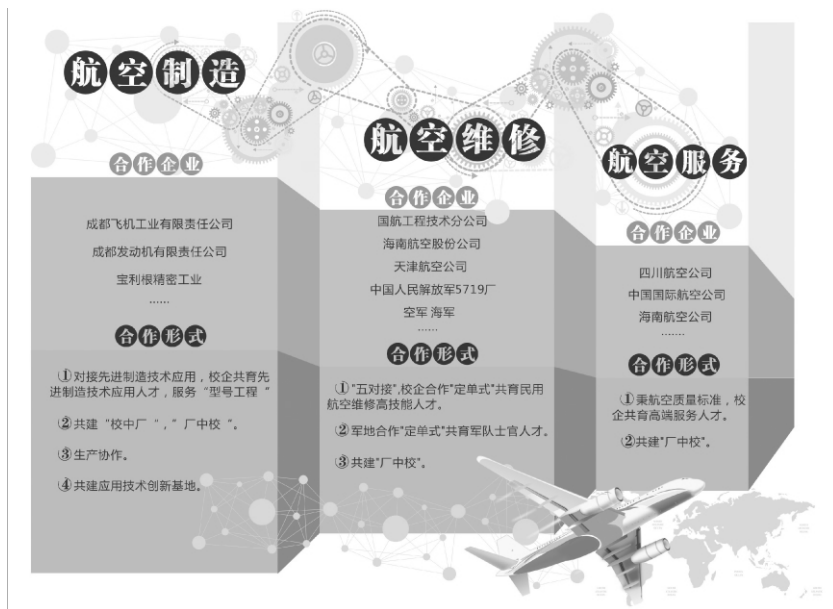 航空制造
合作企业
成都飞机工业有限责任公司
成都发动机有限责任公司
宝利根精密工业
······
合作形式
①对接先进制造技术应用，校企共育先
进制造技术应用人才，服务“型号工程 ”
②共建“校中厂 ”，“厂中校 ”。
③生产协作。
④共建应用技术创新基地。
航空维修
合作企业
国航工程技术分公司
海南航空股份公司
天津航空公司
中国人民解放军5719厂
空军 海军
······
合作形式
①"五对接",校企合作"定单式"共育民用
航空维修高技能人才。
②军地合作"定单式"共育军队士官人才。
③共建"厂中校"。
航空服务
合作企业
四川航空公司
中国国际航空公司
海南航空公司
·······
合作形式
①秉航空质量标准，校
企共育高端服务人才。
②共建"厂中校"。